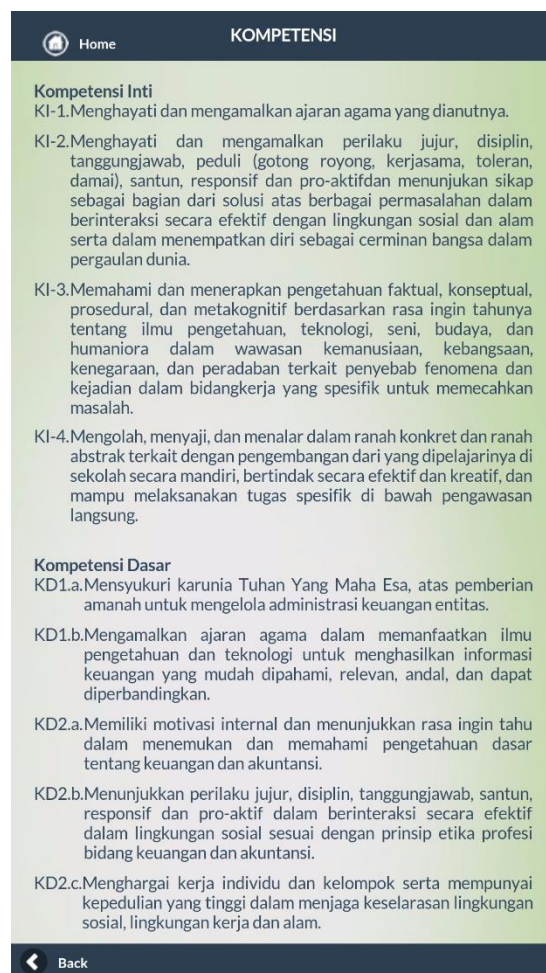 Home
KOMPETENSI
Kompetensi Inti
KI-1.Menghayati dan mengamalkan ajaran agama yang dianutnya.
KI-2.Menghayati dan mengamalkan perilaku jujur, disiplin,
tanggungjawab, peduli (gotong royong, kerjasama, toleran,
damai), santun, responsif dan pro-aktifdan menunjukan sikap
sebagai bagian dari solusi atas berbagai permasalahan dalam
berinteraksi secara efektif dengan lingkungan sosial dan alam
serta dalam menempatkan diri sebagai cerminan bangsa dalam
pergaulan dunia.
KI-3.Memahami dan menerapkan pengetahuan faktual, konseptual,
prosedural, dan metakognitif berdasarkan rasa ingin tahunya
tentang ilmu pengetahuan, teknologi, seni, budaya, dan
humaniora dalam wawasan kemanusiaan, kebangsaan,
kenegaraan, dan peradaban terkait penyebab fenomena dan
kejadian dalam bidangkerja yang spesifik untuk memecahkan
masalah.
KI-4.Mengolah, menyaji, dan menalar dalam ranah konkret dan ranah
abstrak terkait dengan pengembangan dari yang dipelajarinya di
sekolah secara mandiri, bertindak secara efektif dan kreatif, dan
mampu melaksanakan tugas spesifik di bawah pengawasan
langsung.
Kompetensi Dasar
KD1.a.Mensyukuri karunia Tuhan Yang Maha Esa, atas pemberian
amanah untuk mengelola administrasi keuangan entitas.
KD1.b.Mengamalkan ajaran agama dalam memanfaatkan ilmu
pengetahuan dan teknologi untuk menghasilkan informasi
keuangan yang mudah dipahami, relevan, andal, dan dapat
diperbandingkan.
KD2.a.Memiliki motivasi internal dan menunjukkan rasa ingin tahu
dalam menemukan dan memahami pengetahuan dasar
tentang keuangan dan akuntansi.
KD2.b.Menunjukkan perilaku jujur, disiplin, tanggungjawab, santun,
responsif dan pro-aktif dalam berinteraksi secara efektif
dalam lingkungan sosial sesuai dengan prinsip etika profesi
bidang keuangan dan akuntansi.
KD2.c.Menghargai kerja individu dan kelompok serta mempunyai
kepedulian yang tinggi dalam menjaga keselarasan lingkungan
sosial, lingkungan kerja dan alam.
Back